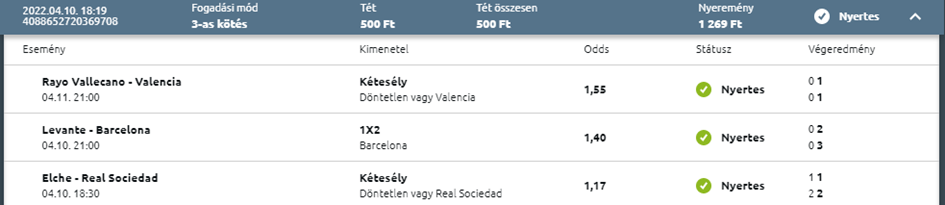 2022.04.10. 18:19 Fogadási mód Tét Tét összesen Nyeremény
4088652720369708 3-as kötés 500 Ft 500 Ft 1 269 Ft Nyertes
Esemény Kimenetel Odds Státusz Végeredmény
Rayo Vallecano - Valencia Kétesély 1,55 Nyertes 0 1
04.11. 21:00 Döntetlen vagy Valencia 0 1
Levante - Barcelona 1X2 1,40 Nyertes 0 2
04.10. 21:00 Barcelona 0 3
Elche - Real Sociedad Kétesély 1,17 Nyertes 1 1
04.10. 18:30 Döntetlen vagy Real Sociedad 2 2